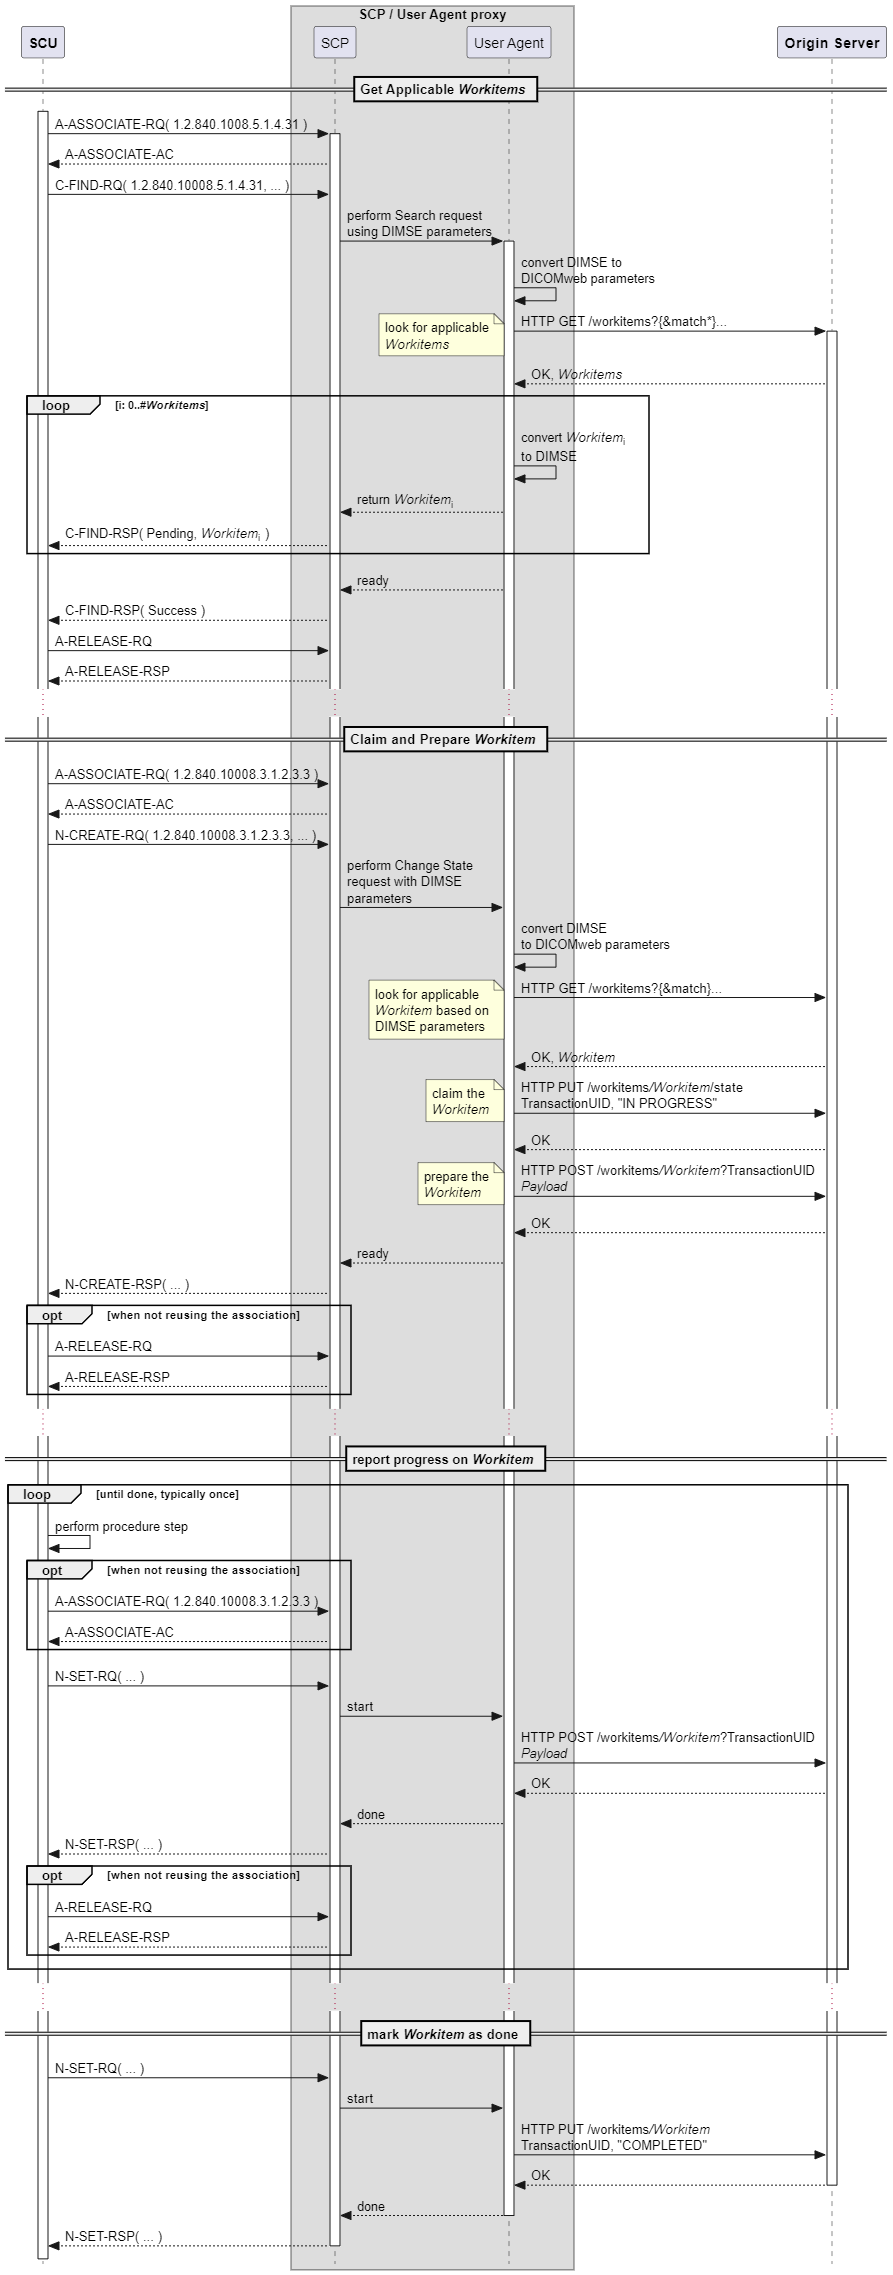 SCP / User Agent proxy
SCU
SCP
User Agent
Origin Server
Get Applicable Workitems
A-ASSOCIATE-RQ( 1.2.840.1008.5.1.4.31 )
A-ASSOCIATE-AC
C-FIND-RQ( 1.2.840.10008.5.1.4.31, ... )
perform Search request
using DIMSE parameters
convert DIMSE to
DICOMweb parameters
look for applicable
Workitems
HTTP GET /workitems?{&match*}...
OK, Workitems
loop
[i: 0..#Workitems]
convert Workitemi
to DIMSE
return Workitemi
C-FIND-RSP( Pending, Workitemi )
ready
C-FIND-RSP( Success )
A-RELEASE-RQ
A-RELEASE-RSP
Claim and Prepare Workitem
A-ASSOCIATE-RQ( 1.2.840.10008.3.1.2.3.3 )
A-ASSOCIATE-AC
N-CREATE-RQ( 1.2.840.10008.3.1.2.3.3, ... )
perform Change State
request with DIMSE
parameters
convert DIMSE
to DICOMweb parameters
look for applicable
Workitem based on
DIMSE parameters
HTTP GET /workitems?{&match}...
OK, Workitem
claim the
Workitem
HTTP PUT /workitems/Workitem/state
TransactionUID, "IN PROGRESS"
OK
prepare the
Workitem
HTTP POST /workitems/Workitem?TransactionUID
Payload
OK
ready
N-CREATE-RSP( ... )
opt
[when not reusing the association]
A-RELEASE-RQ
A-RELEASE-RSP
report progress on Workitem
loop
[until done, typically once]
perform procedure step
opt
[when not reusing the association]
A-ASSOCIATE-RQ( 1.2.840.10008.3.1.2.3.3 )
A-ASSOCIATE-AC
N-SET-RQ( ... )
start
HTTP POST /workitems/Workitem?TransactionUID
Payload
OK
done
N-SET-RSP( ... )
opt
[when not reusing the association]
A-RELEASE-RQ
A-RELEASE-RSP
mark Workitem as done
N-SET-RQ( ... )
start
HTTP PUT /workitems/Workitem
TransactionUID, "COMPLETED"
OK
done
N-SET-RSP( ... )